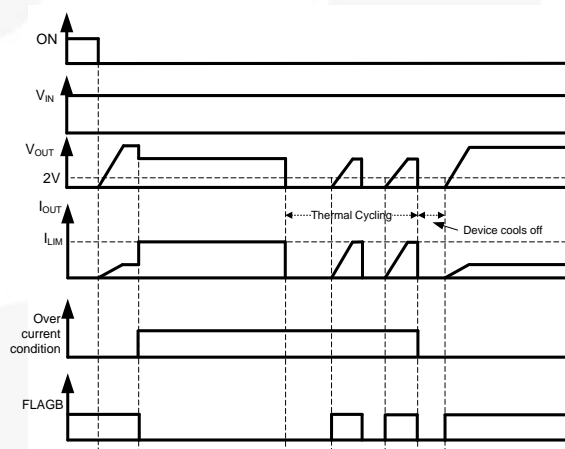 ON
VIN
VOUT
2V
IOUT
Thermal Cycling
ILIM
Device cools off
Over
current
condition
FLAGB